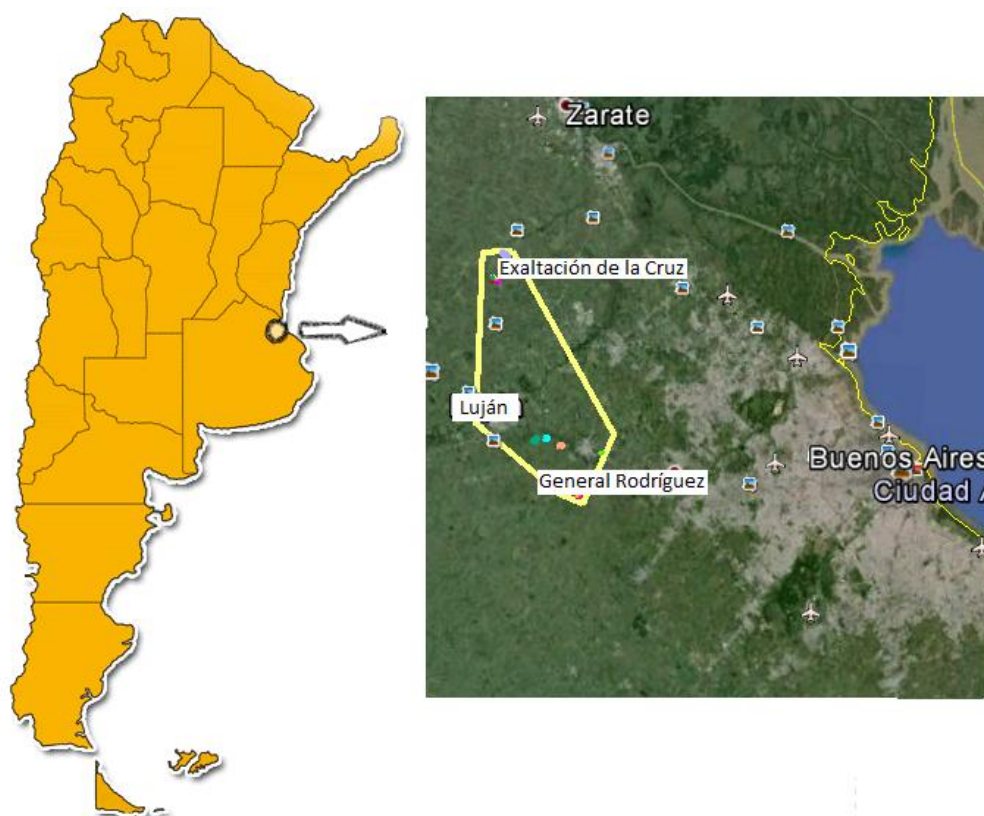 Zarate
Exaltación de la Cruz
Luján
General Rodríguez
Buenos Aires
Ciudad A